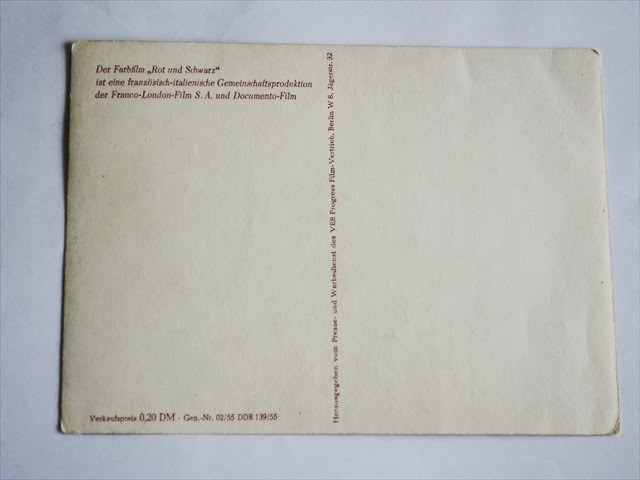 Der Farbfilm „Rot und Schwarz“
ist eine französisch-italienische Gemeinschaftsproduktion
der Franco-London-Film S. A. und Documento-Film
Herausgegeben vom Presse- und Werbedienst des VEB Progress Film-Vertrieb, Berlin W 8, Jägerstr. 32
Verkaufspreis 0,20 DM - Gen.-Nr. 02/55 DDR 139/55